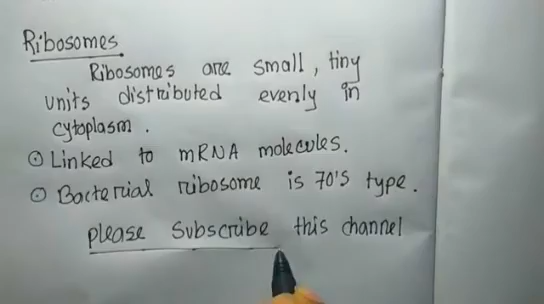 Ribosomes
Ribosomes are small, tiny
units distributed evenly in
cytoplasm.
⊙ Linked to mRNA molecules.
⊙ Bacterial ribosome is 70's type.
please Subscribe this channel